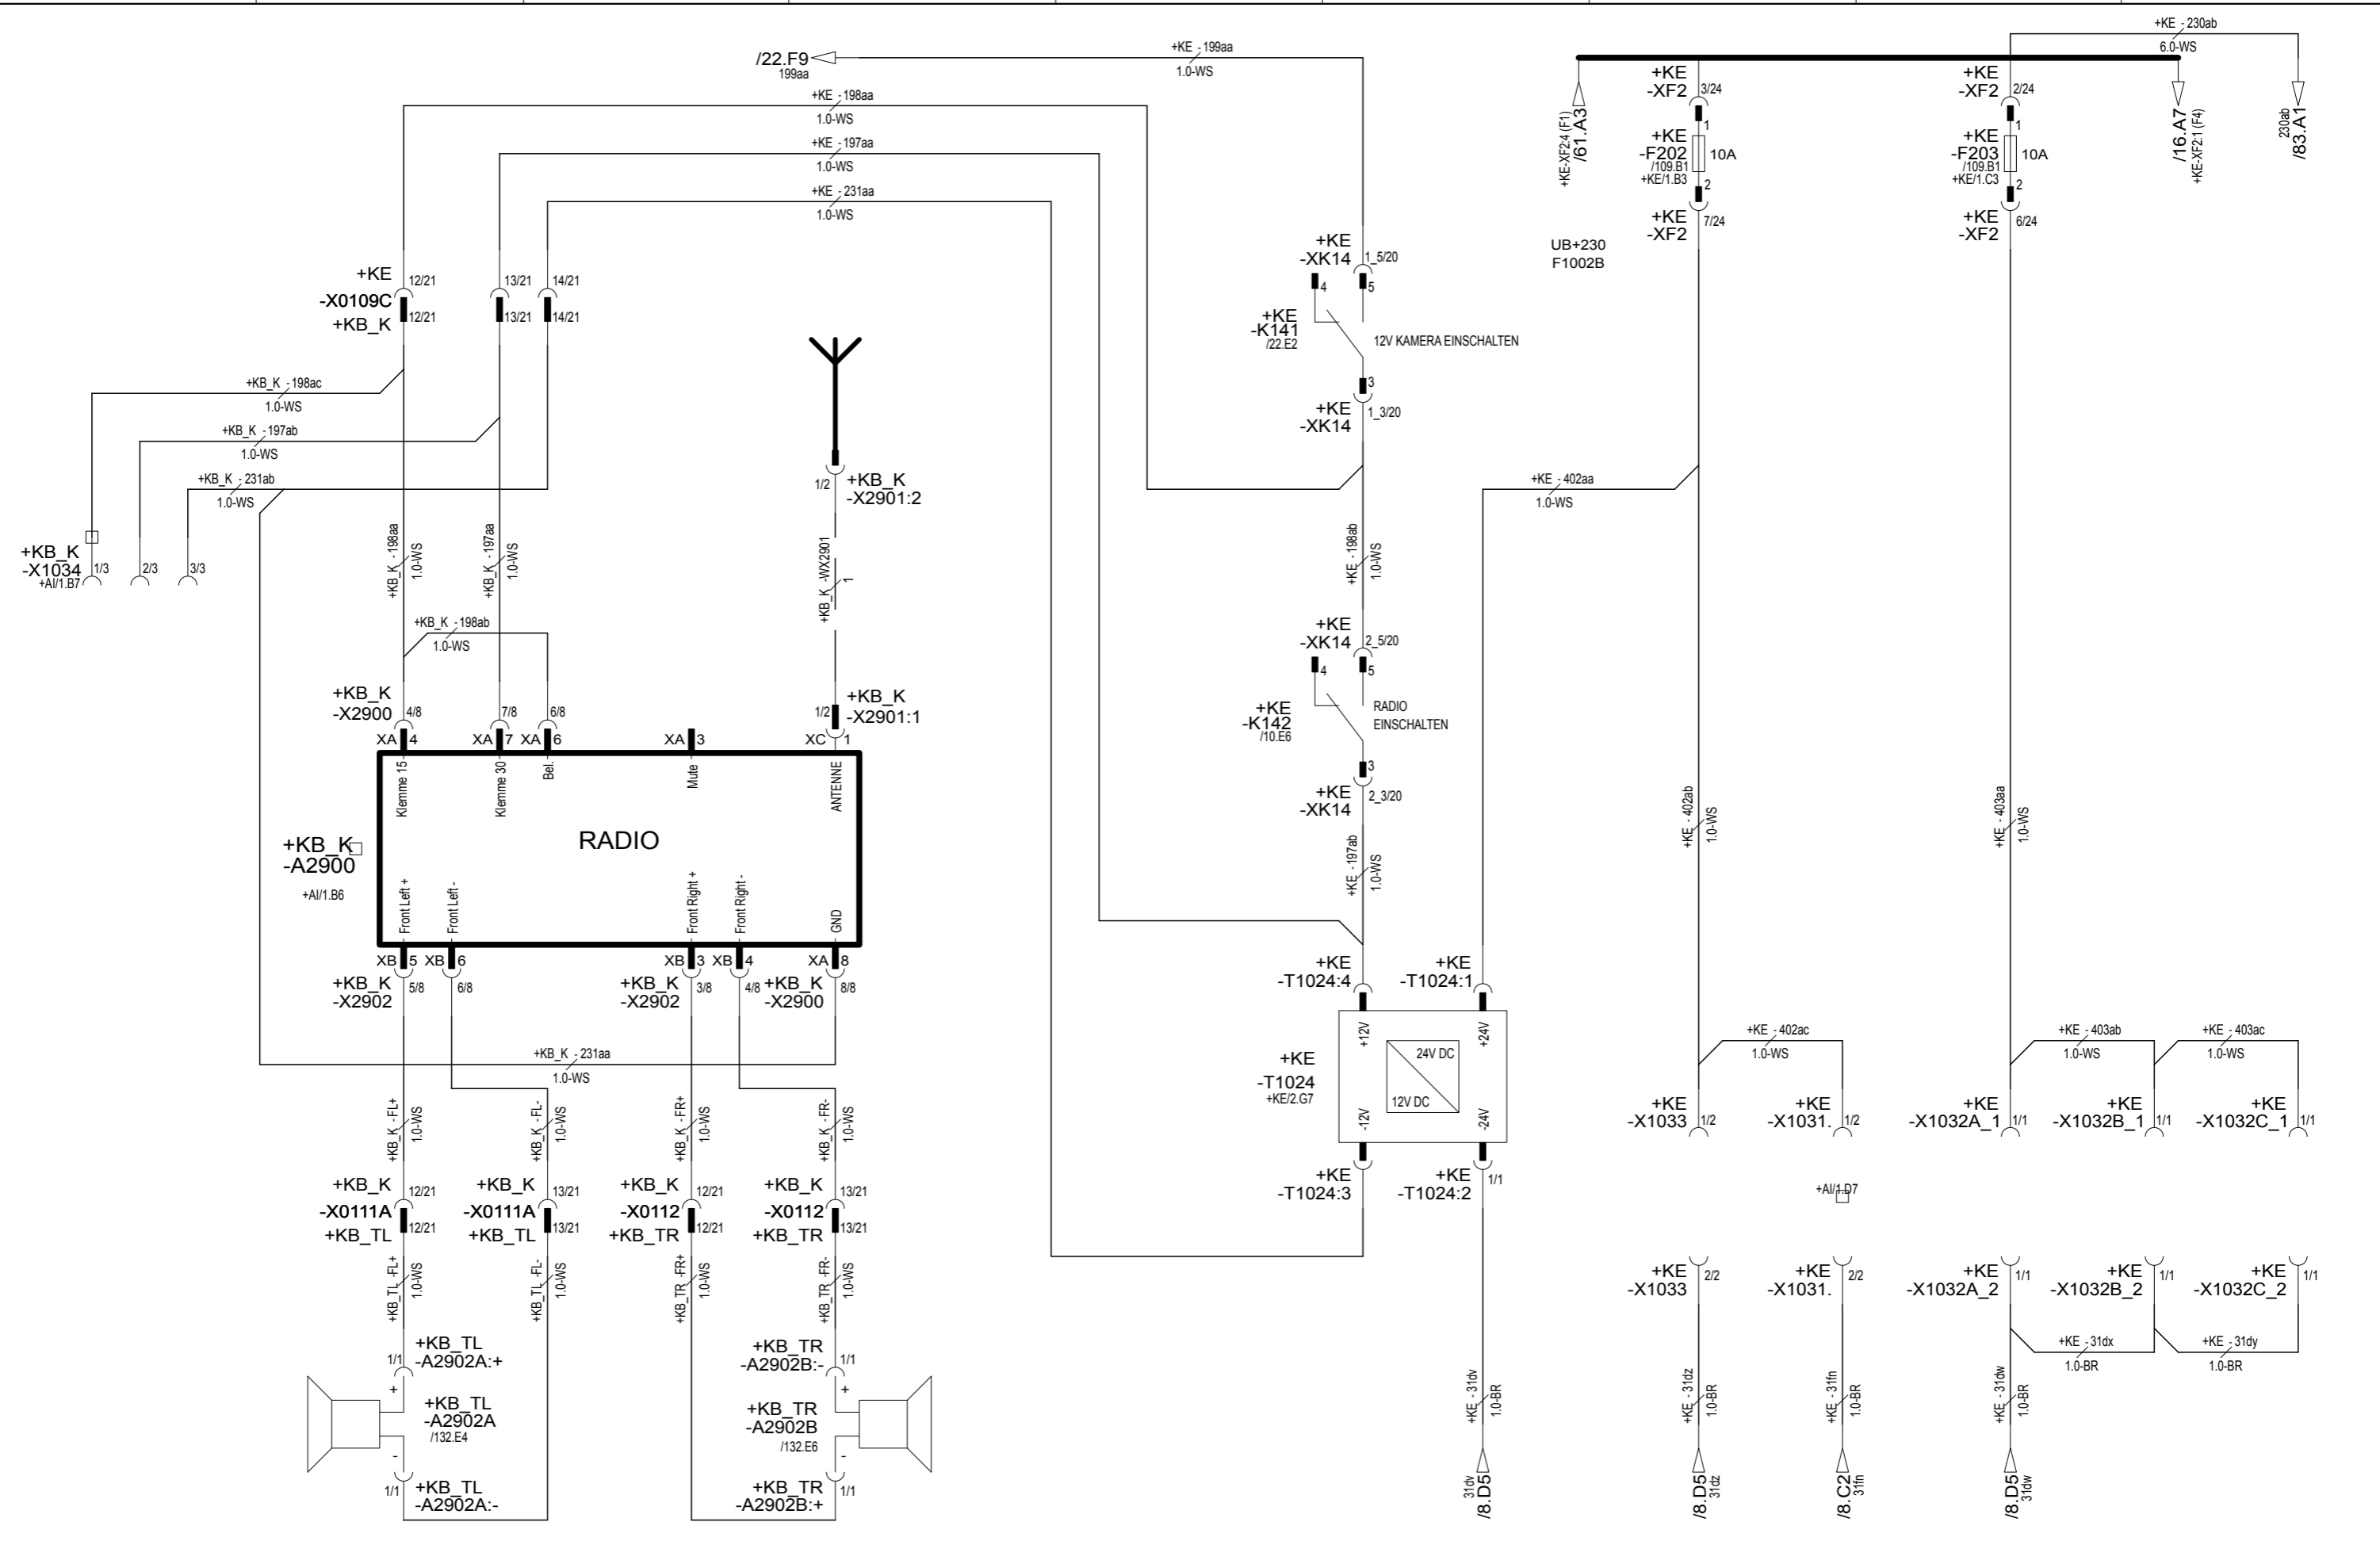 +KE - 230ab
6.0-WS
/22.F9
199aa
+KE - 199aa
1.0-WS
+KE - 198aa
1.0-WS
+KE - 197aa
1.0-WS
+KE - 231aa
1.0-WS
+KE-XF2:4 (F1)
/61.A3
+KE
-XF2
3/24
1
+KE
-F202
/109.B1
+KE/1.B3
10A
2
+KE
-XF2
7/24
UB+230
F1002B
+KE
-XF2
2/24
1
+KE
-F203
/109.B1
+KE/1.C3
10A
2
+KE
-XF2
6/24
/16.A7
+KE-XF2:1 (F4)
230ab
/83.A1
+KE
-X0109C
+KB_K
12/21
12/21
13/21
13/21
14/21
14/21
+KE
-XK14
1_5/20
4
5
+KE
-K141
/22.E2
12V KAMERA EINSCHALTEN
3
+KE
-XK14
1_3/20
+KB_K - 198ac
1.0-WS
+KB_K - 197ab
1.0-WS
+KB_K - 231ab
1.0-WS
+KB_K
-X1034
+AI/1.B7
1/3
2/3
3/3
+KB_K - 198aa
1.0-WS
+KB_K - 197aa
1.0-WS
+KB_K - 198ab
1.0-WS
1/2
+KB_K
-X2901:2
+KB_K -WX2901
1
1/2
+KB_K
-X2901:1
+KE - 402aa
1.0-WS
+KE - 198ab
1.0-WS
+KE
-XK14
2_5/20
4
5
+KE
-K142
/10.E6
RADIO
EINSCHALTEN
3
+KE
-XK14
2_3/20
+KE - 197ab
1.0-WS
+KE - 402ab
1.0-WS
+KE - 403aa
1.0-WS
+KB_K
-X2900
4/8
7/8
6/8
XA 4
XA 7
XA 6
XA 3
XC 1
Klemme 15
Klemme 30
Bel.
Mute
ANTENNE
RADIO
+KB_K
-A2900
+AI/1.B6
Front Left +
Front Left -
Front Right +
Front Right -
GND
XB 5
XB 6
XB 3
XB 4
XA 8
+KB_K
-X2902
5/8
6/8
+KB_K
-X2902
3/8
4/8
+KB_K
-X2900
8/8
+KB_K - 231aa
1.0-WS
+KE
-T1024:4
+KE
-T1024:1
+12V
+24V
24V DC
12V DC
-12V
-24V
+KE
-T1024
+KE/2.G7
+KE
-T1024:3
+KE
-T1024:2
1/1
+KE - 402ac
1.0-WS
+KE - 403ab
1.0-WS
+KE - 403ac
1.0-WS
+KE
-X1033
1/2
+KE
-X1031.
1/2
+KE
-X1032A_1
1/1
+KE
-X1032B_1
1/1
+KE
-X1032C_1
1/1
+AI/1.D7
+KB_K - FL+
1.0-WS
+KB_K - FL-
1.0-WS
+KB_K - FR+
1.0-WS
+KB_K - FR-
1.0-WS
+KB_K
-X0111A
+KB_TL
12/21
12/21
+KB_K
-X0111A
+KB_TL
13/21
13/21
+KB_K
-X0112
+KB_TR
12/21
12/21
+KB_K
-X0112
+KB_TR
13/21
13/21
+KB_TL -FL+
1.0-WS
+KB_TL -FL-
1.0-WS
+KB_TR -FR+
1.0-WS
+KB_TR -FR-
1.0-WS
+KE
-X1033
2/2
+KE
-X1031.
2/2
+KE
-X1032A_2
1/1
+KE
-X1032B_2
1/1
+KE
-X1032C_2
1/1
+KE - 31dx
1.0-BR
+KE - 31dy
1.0-BR
1/1
+KB_TL
-A2902A:+
+
+KB_TL
-A2902A
/132.E4
-
1/1
+KB_TL
-A2902A:-
+KB_TR
-A2902B:-
1/1
+
+KB_TR
-A2902B
/132.E6
-
+KB_TR
-A2902B:+
1/1
+KE - 31dv
1.0-BR
31dv
/8.D5
+KE - 31dz
1.0-BR
/8.D5
31dz
+KE - 31fn
1.0-BR
/8.C2
31fn
+KE - 31dw
1.0-BR
/8.D5
31dw